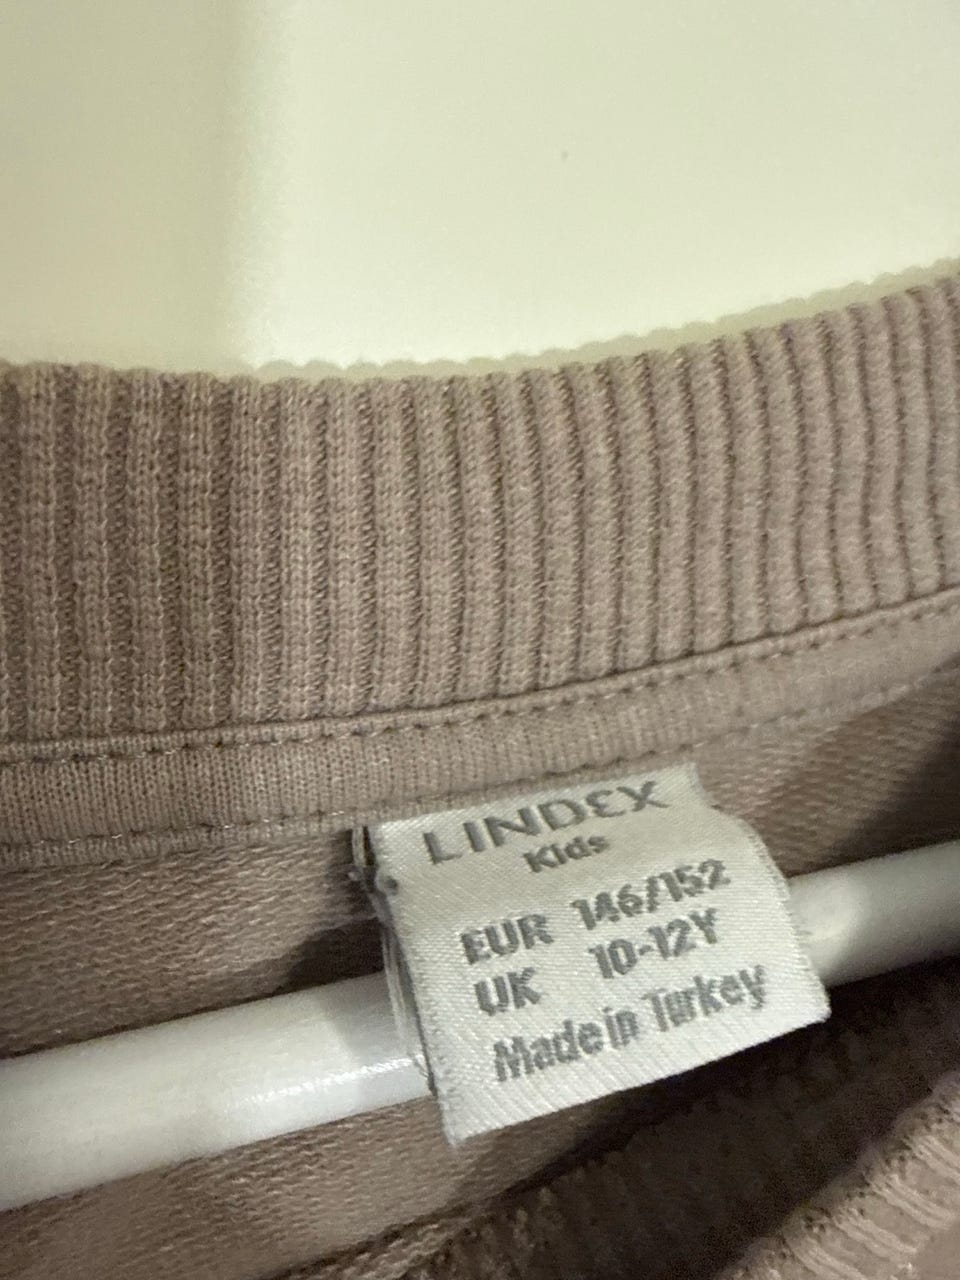 LINDEX
Kids
EUR 146/152
UK 10-12Y
Made in Turkey